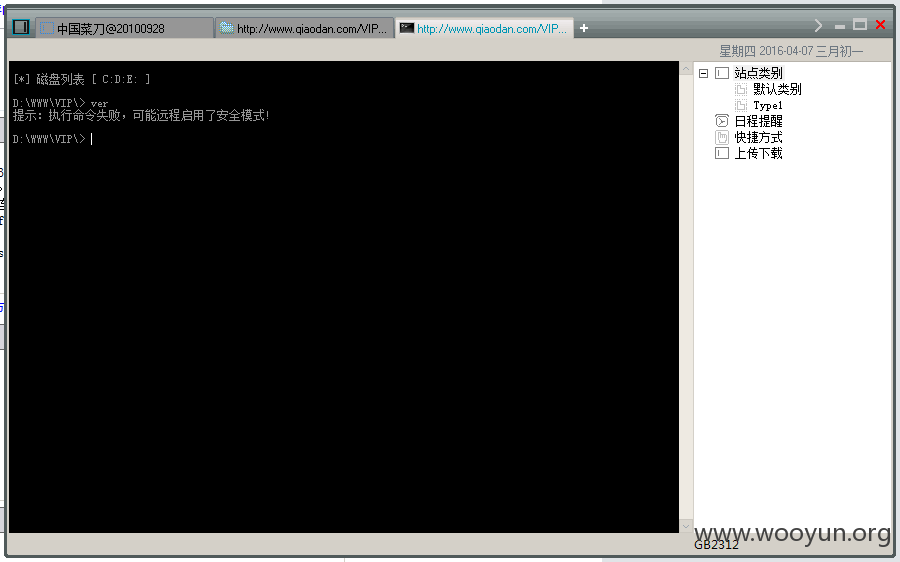 中国菜刀@20100928
http://www.qiaodan.com/VIP...
http://www.qiaodan.com/VIP...
星期四 2016-04-07 三月初一
[*] 磁盘列表 [ C:D:E: ]
D:\WWW\VIP\> ver
提示：执行命令失败，可能远程启用了安全模式!
D:\WWW\VIP\>
站点类别
默认类别
Type1
日程提醒
快捷方式
上传下载
www.wooyun.org
GB2312